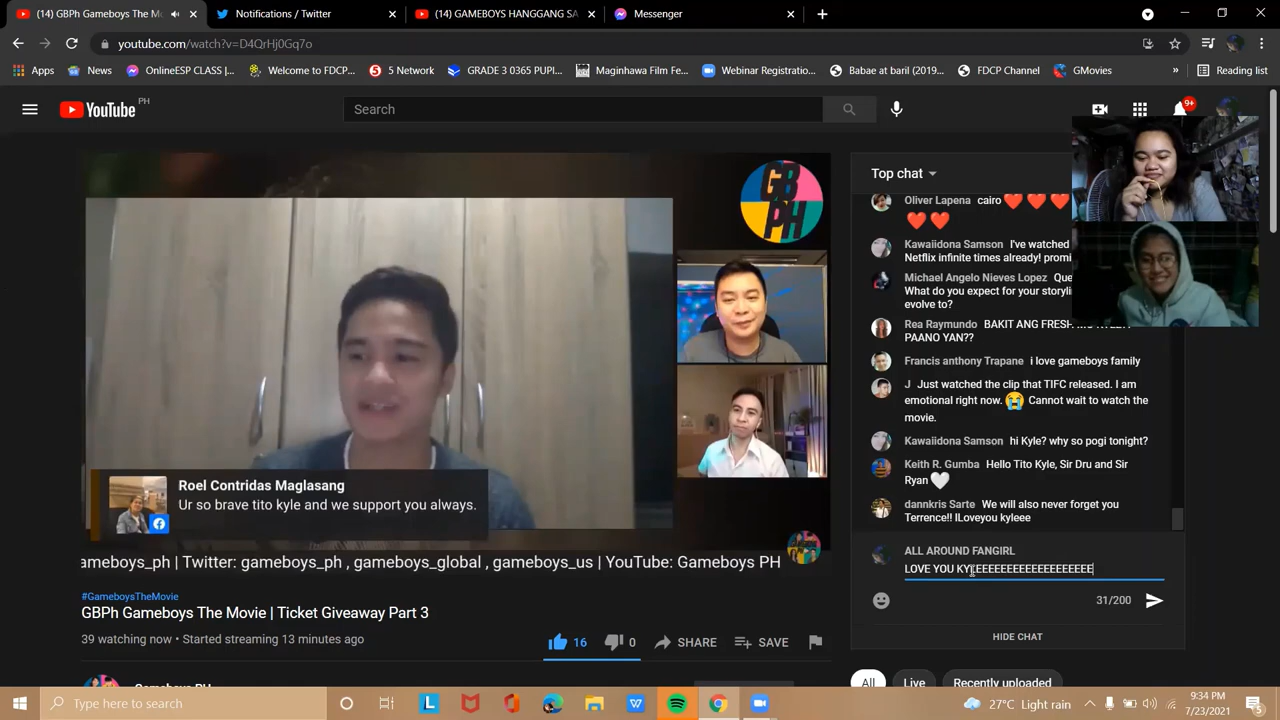 (14) GBPh Gameboys The M
Notifications / Twitter
(14) GAMEBOYS HANGGANG SA
Messenger
youtube.com/watch?v=D4QrHj0Gq7o
Apps
News
OnlineESP CLASS |...
Welcome to FDCP...
5 Network
GRADE 3 0365 PUPI...
Maginhawa Film Fe...
Webinar Registratio...
Babae at baril (2019...
FDCP Channel
GMovies
»
Reading list
YouTube PH
Search
9+
GB
PH
Roel Contridas Maglasang
Ur so brave tito kyle and we support you always.
ameboys_ph | Twitter: gameboys_ph , gameboys_global , gameboys_us | YouTube: Gameboys PH
#GameboysTheMovie
GBPh Gameboys The Movie | Ticket Giveaway Part 3
39 watching now • Started streaming 13 minutes ago
16
0
SHARE
SAVE
Gameboys PH
Top chat
Oliver Lapena cairo
Kawaiidona Samson I've watched
Netflix infinite times already! promi
Michael Angelo Nieves Lopez Que
What do you expect for your storylin
evolve to?
Rea Raymundo BAKIT ANG FRESH
PAANO YAN??
Francis anthony Trapane i love gameboys family
J Just watched the clip that TIFC released. I am
emotional right now. 😭 Cannot wait to watch the
movie.
Kawaiidona Samson hi Kyle? why so pogi tonight?
Keith R. Gumba Hello Tito Kyle, Sir Dru and Sir
Ryan
dannkris Sarte We will also never forget you
Terrence!! ILoveyou kyleee
ALL AROUND FANGIRL
LOVE YOU KYLEEEEEEEEEEEEEEEEEEEE
31/200
HIDE CHAT
All
Live
Recently uploaded
Type here to search
27°C Light rain
9:34 PM
7/23/2021
5